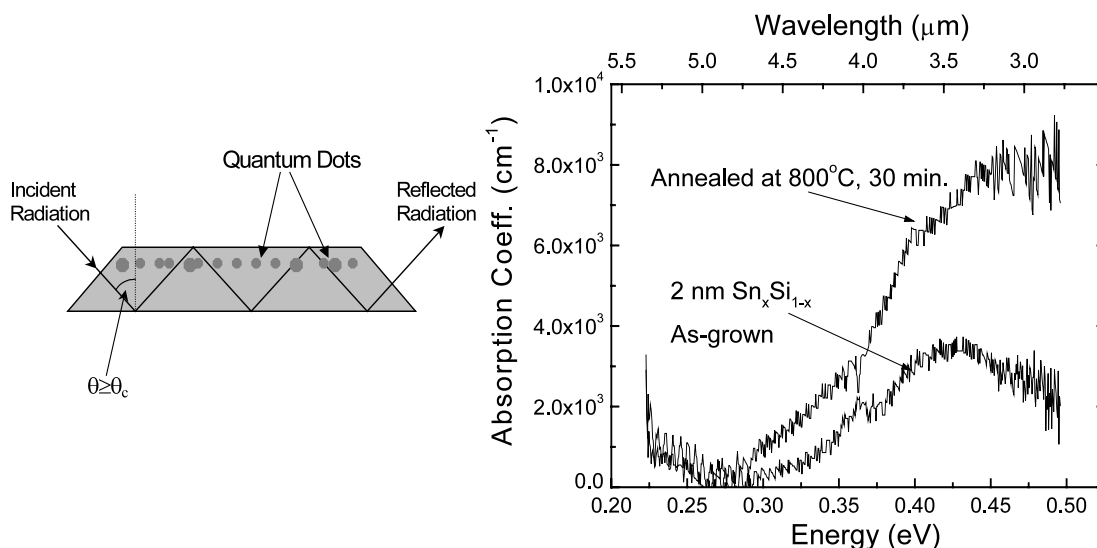 Quantum Dots
Incident
Radiation
Reflected
Radiation
θ≥θc
Wavelength (μm)
5.5 5.0 4.5 4.0 3.5 3.0
Absorption Coeff. (cm-1)
1.0x10⁴
8.0x10³
6.0x10³
4.0x10³
2.0x10³
0.0
Annealed at 800°C, 30 min.
2 nm SnxSi1-x
As-grown
0.20 0.25 0.30 0.35 0.40 0.45 0.50
Energy (eV)